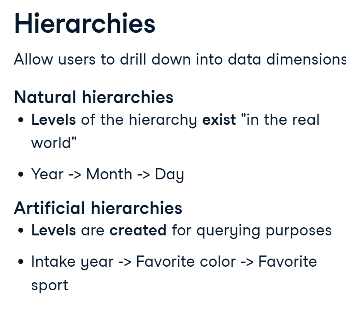 Hierarchies
Allow users to drill down into data dimensions
Natural hierarchies
• Levels of the hierarchy exist "in the real
world"
• Year -> Month -> Day
Artificial hierarchies
• Levels are created for querying purposes
• Intake year -> Favorite color -> Favorite
sport